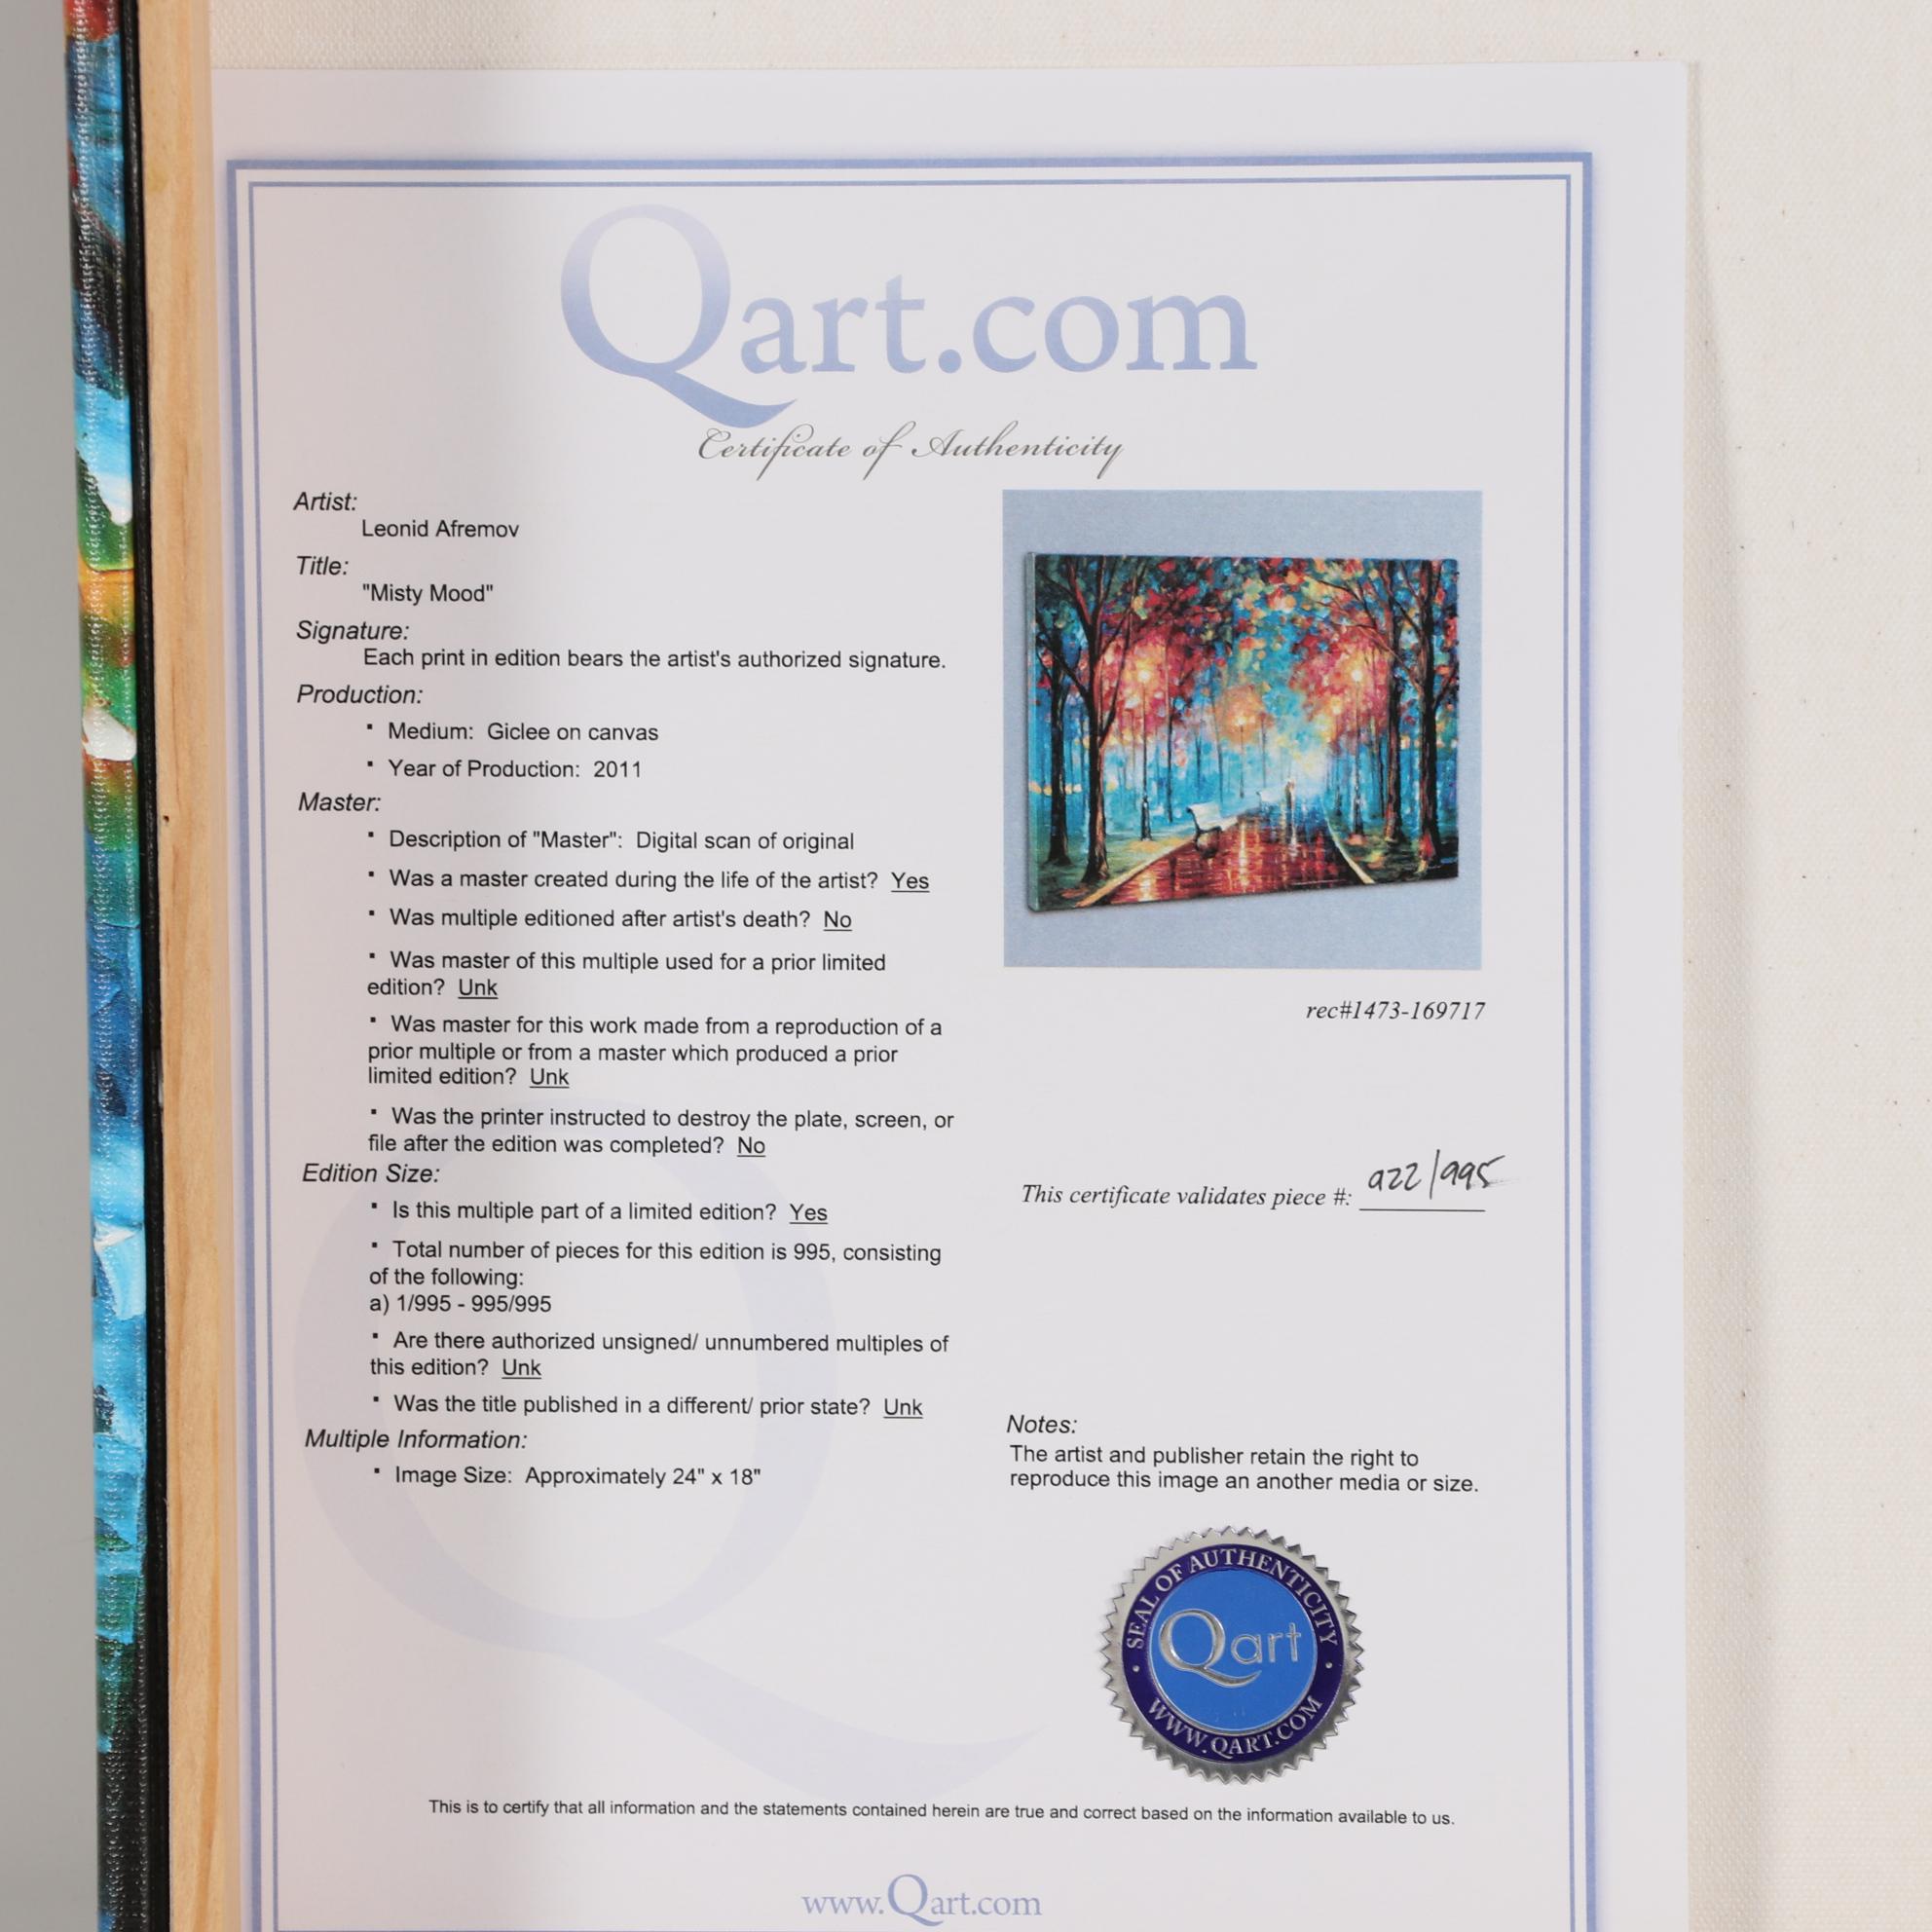 Qart.com
Certificate of Authenticity
Artist:
Leonid Afremov
Title:
"Misty Mood"
Signature:
Each print in edition bears the artist's authorized signature.
Production:
· Medium: Giclee on canvas
· Year of Production: 2011
Master:
· Description of "Master": Digital scan of original
· Was a master created during the life of the artist? Yes
· Was multiple editioned after artist's death? No
· Was master of this multiple used for a prior limited
edition? Unk
· Was master for this work made from a reproduction of a
prior multiple or from a master which produced a prior
limited edition? Unk
· Was the printer instructed to destroy the plate, screen, or
file after the edition was completed? No
Edition Size:
· Is this multiple part of a limited edition? Yes
· Total number of pieces for this edition is 995, consisting
of the following:
a) 1/995 - 995/995
· Are there authorized unsigned/ unnumbered multiples of
this edition? Unk
· Was the title published in a different/ prior state? Unk
Multiple Information:
· Image Size: Approximately 24" x 18"
rec#1473-169717
This certificate validates piece #: 922/995
Notes:
The artist and publisher retain the right to
reproduce this image an another media or size.
SEAL OF AUTHENTICITY
Qart
WWW.QART.COM
This is to certify that all information and the statements contained herein are true and correct based on the information available to us.
www.Qart.com